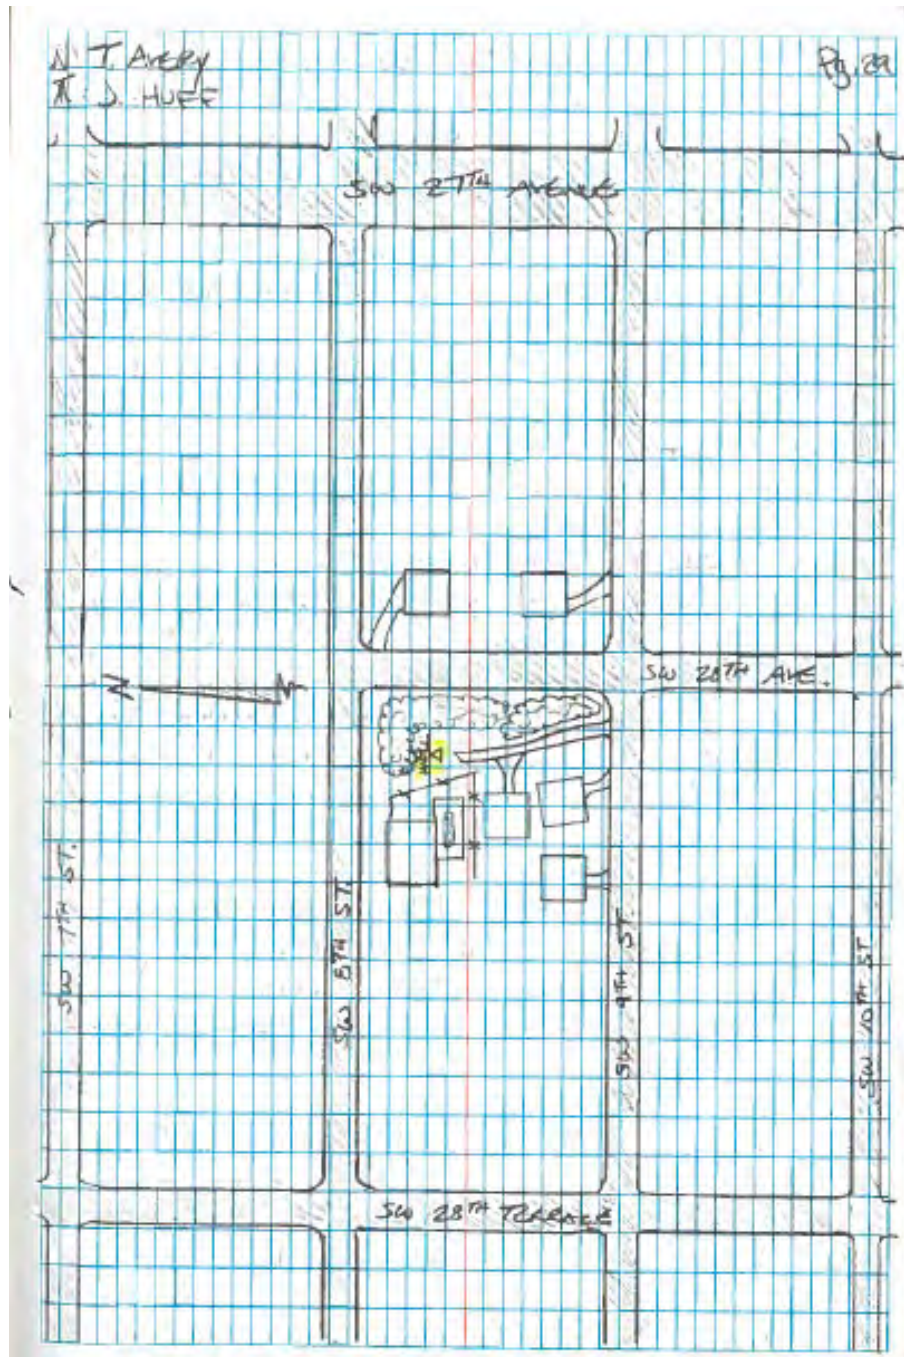 T. AVERY
J. HUFF
Pg. 29
SW 27TH AVENUE
SW 28TH AVE.
N
SW 7TH ST.
SW 8TH ST.
SW 9TH ST.
SW 10TH ST
SW 28TH TERRACE